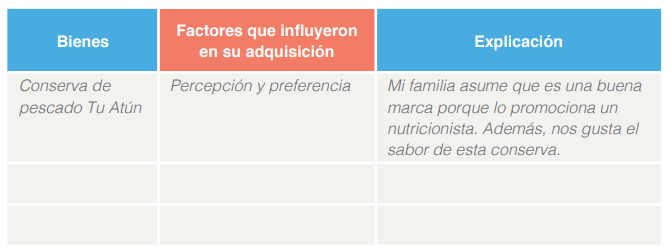 Bienes
Factores que influyeron
en su adquisición
Explicación
Conserva de
pescado Tu Atún
Percepción y preferencia
Mi familia asume que es una buena
marca porque lo promociona un
nutricionista. Además, nos gusta el
sabor de esta conserva.